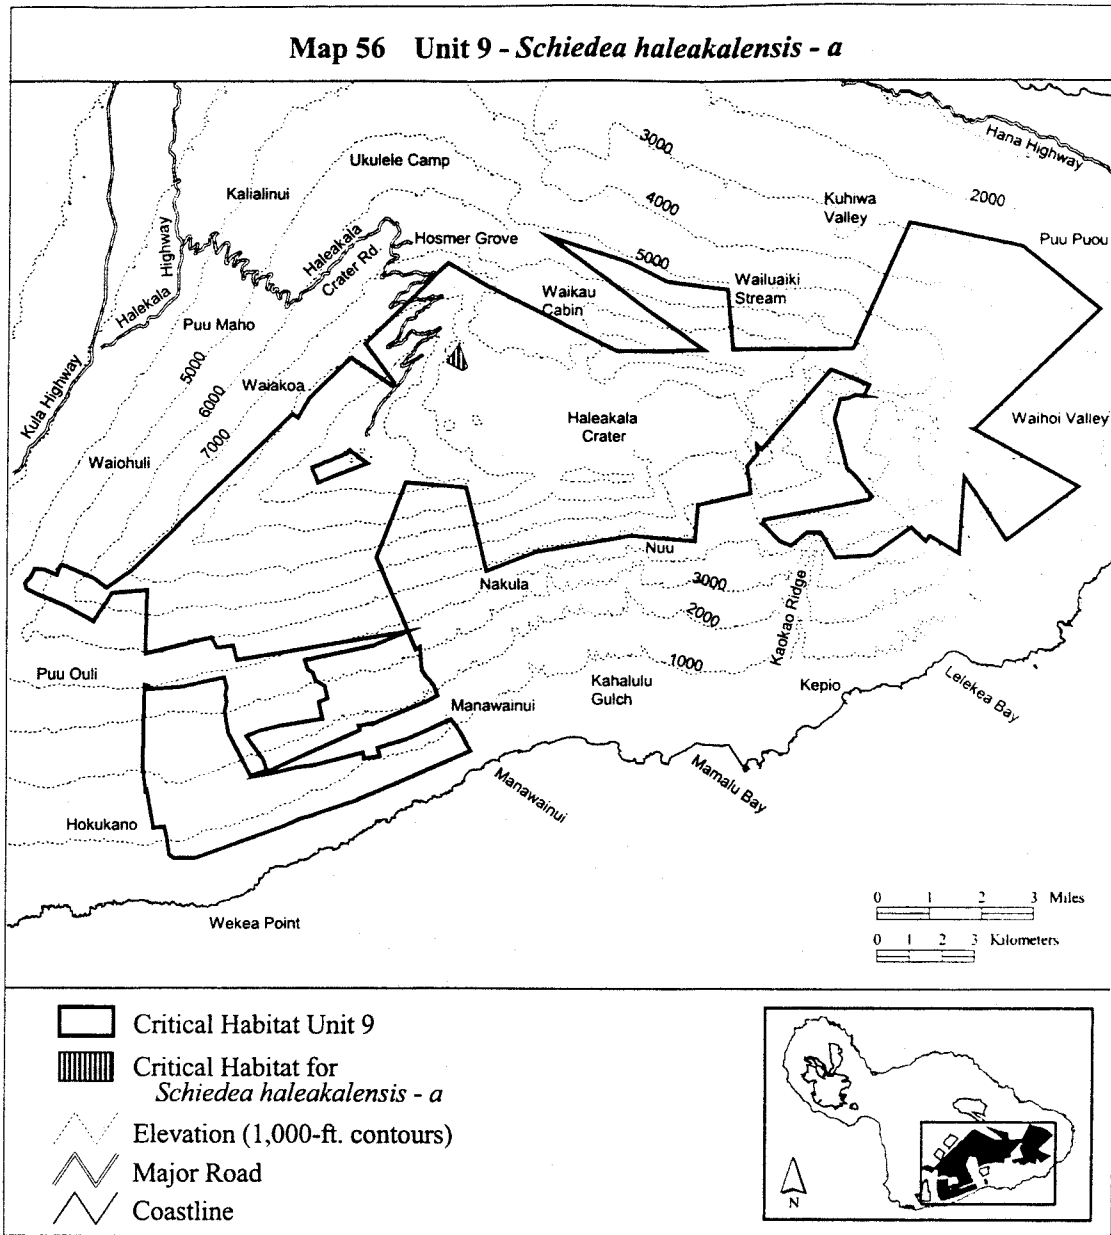 Map 56 Unit 9 - Schiedea haleakalensis - a
Hana Highway
3000
Ukulele Camp
Kalialinui
2000
4000
Kuhiwa
Valley
Halekala Highway
Haleakala
Crater Rd.
Hosmer Grove
Puu Puou
5000
Wailuaiki
Stream
Waikau
Cabin
Puu Maho
5000
6000
7000
Kula Highway
Waiakoa
Haleakala
Crater
Waihoi Valley
Waiohuli
Nuu
Nakula
3000
2000
1000
Kaokao Ridge
Puu Ouli
Kahalulu
Gulch
Kepio
Lelekea Bay
Manawainui
Mamalu Bay
Manawainui
Hokukano
Wekea Point
0 1 2 3 Miles
0 1 2 3 Kilometers
Critical Habitat Unit 9
Critical Habitat for
Schiedea haleakalensis - a
Elevation (1,000-ft. contours)
Major Road
Coastline
N